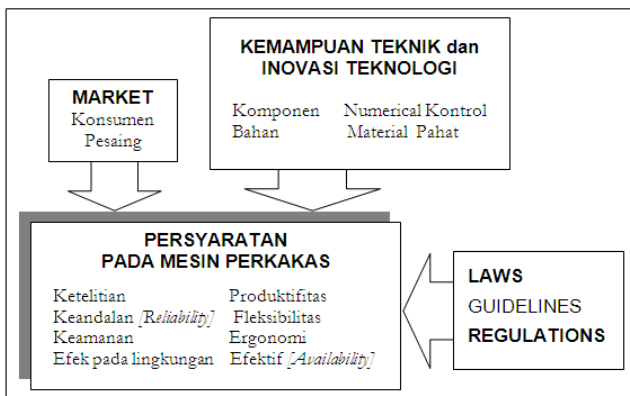 MARKET
Konsumen
Pesaing
KEMAMPUAN TEKNIK dan
INOVASI TEKNOLOGI
Komponen Numerical Kontrol
Bahan Material Pahat
PERSYARATAN
PADA MESIN PERKAKAS
Ketelitian Produktifitas
Keandalan [Reliability] Fleksibilitas
Keamanan Ergonomi
Efek pada lingkungan Efektif [Availability]
LAWS
GUIDELINES
REGULATIONS